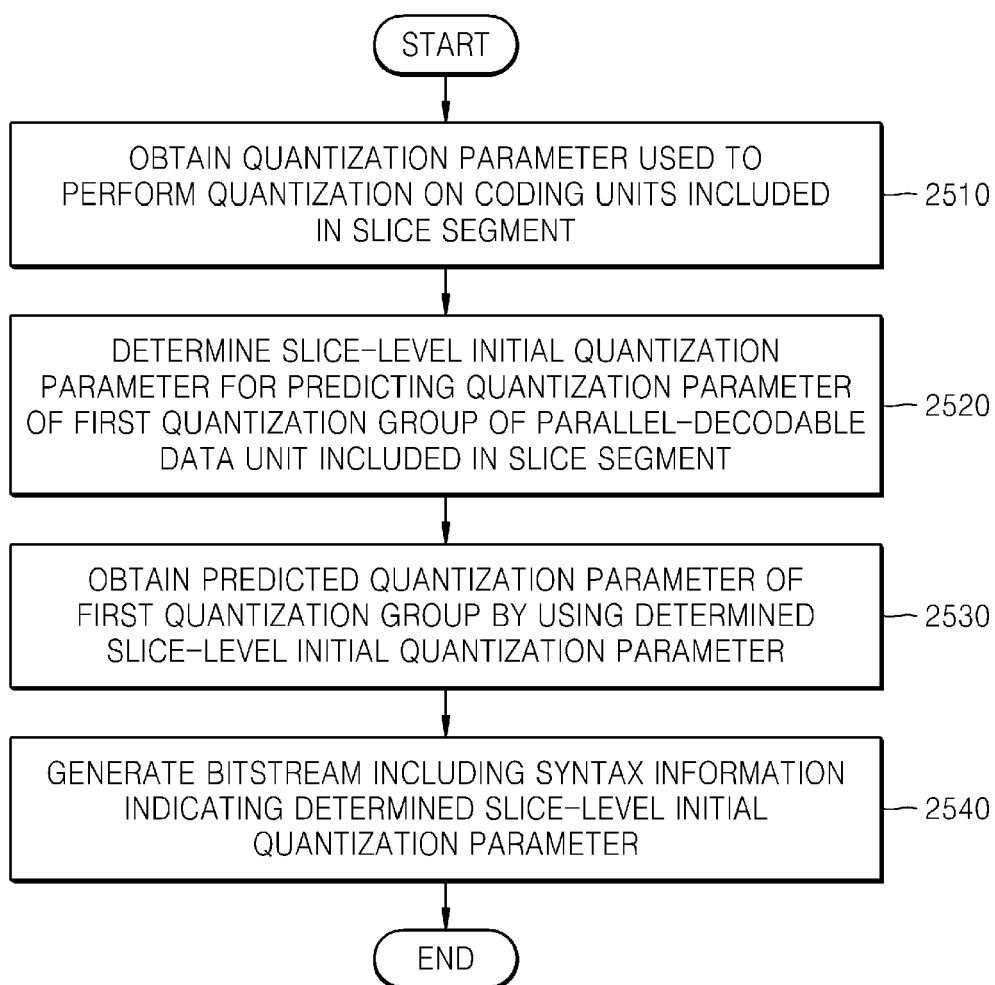 START
OBTAIN QUANTIZATION PARAMETER USED TO
PERFORM QUANTIZATION ON CODING UNITS INCLUDED
IN SLICE SEGMENT
2510
DETERMINE SLICE-LEVEL INITIAL QUANTIZATION
PARAMETER FOR PREDICTING QUANTIZATION PARAMETER
OF FIRST QUANTIZATION GROUP OF PARALLEL-DECODABLE
DATA UNIT INCLUDED IN SLICE SEGMENT
2520
OBTAIN PREDICTED QUANTIZATION PARAMETER OF
FIRST QUANTIZATION GROUP BY USING DETERMINED
SLICE-LEVEL INITIAL QUANTIZATION PARAMETER
2530
GENERATE BITSTREAM INCLUDING SYNTAX INFORMATION
INDICATING DETERMINED SLICE-LEVEL INITIAL
QUANTIZATION PARAMETER
2540
END